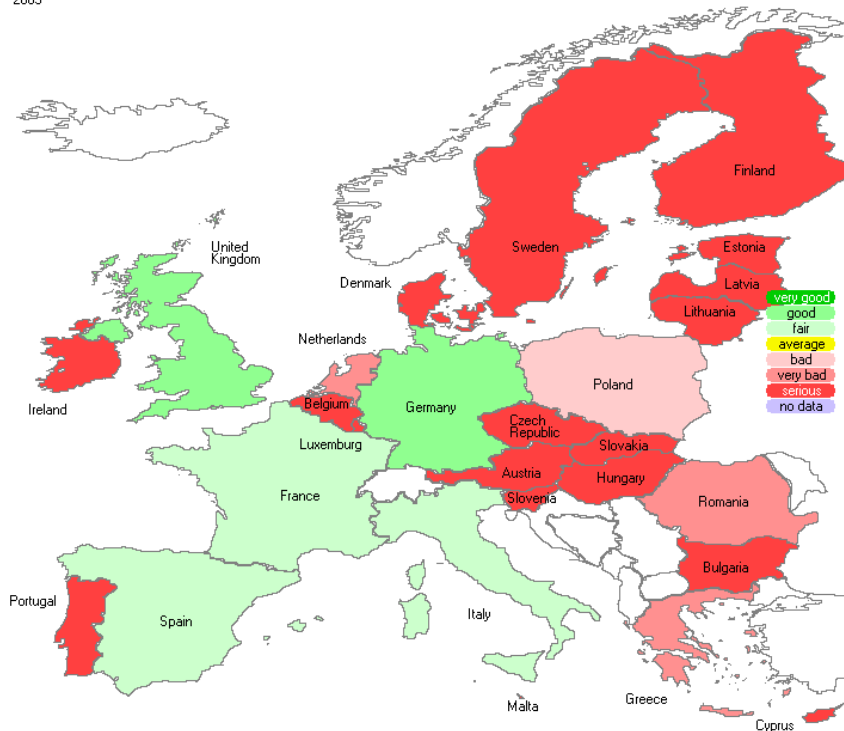 2005
United
Kingdom
Finland
Sweden
Estonia
Denmark
Latvia
Lithuania
very good
good
fair
average
bad
very bad
serious
no data
Netherlands
Ireland
Belgium
Germany
Poland
Luxemburg
Czech
Republic
Slovakia
Austria
Hungary
France
Slovenia
Romania
Bulgaria
Portugal
Spain
Italy
Greece
Malta
Cyprus